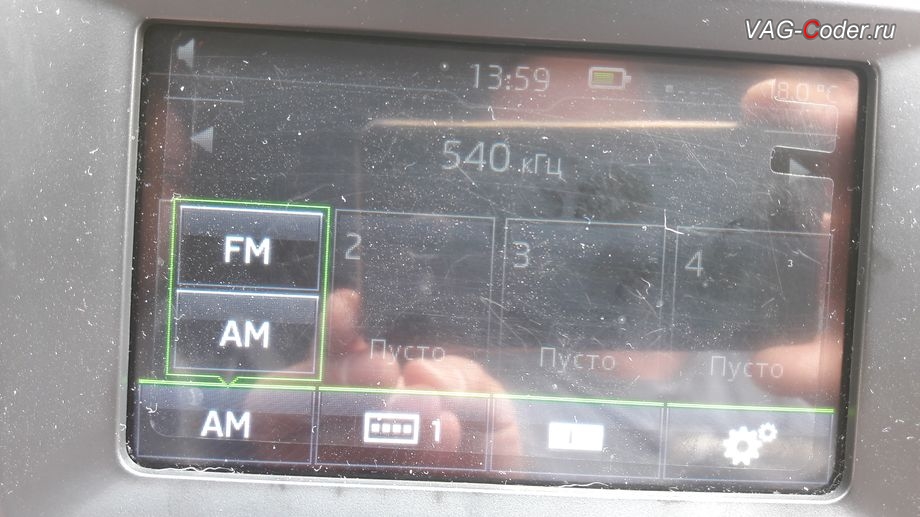 VAG-Coder.ru
13:59
18.0 °C
540 кГц
FM
2
3
4
3
AM
Пусто
Пусто
Пусто
AM
1